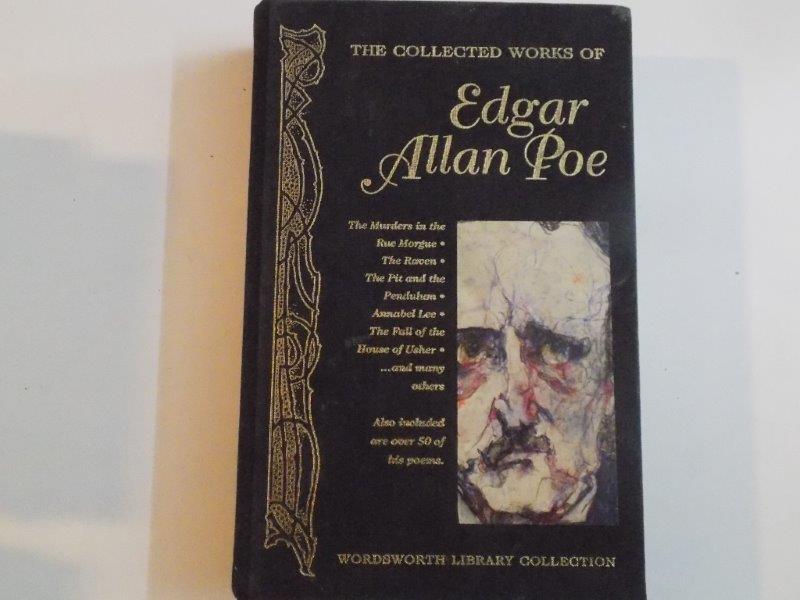 THE COLLECTED WORKS OF
Edgar
Allan Poe
The Murders in the
Rue Morgue •
The Raven •
The Pit and the
Pendulum •
Annabel Lee •
The Fall of the
House of Usher •
...and many
others
Also included
are over 50 of
his poems.
WORDSWORTH LIBRARY COLLECTION